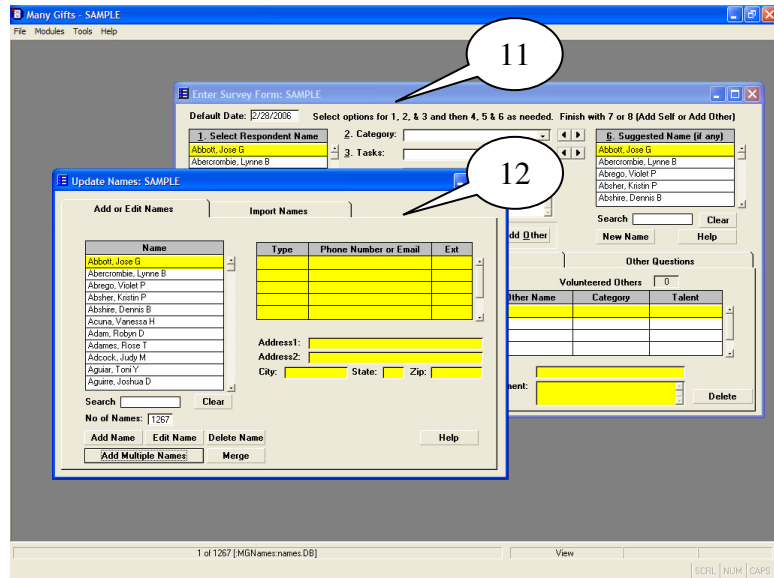 Many Gifts - SAMPLE
File Modules Tools Help
11
Enter Survey Form: SAMPLE
Default Date: 2/28/2006 Select options for 1, 2, & 3 and then 4, 5 & 6 as needed. Finish with 7 or 8 (Add Self or Add Other)
1. Select Respondent Name
Abbott, Jose G
Abercrombie, Lynne B
2. Category:
3. Tasks:
6. Suggested Name (if any)
Abbott, Jose G
Abercrombie, Lynne B
Abrego, Violet P
Absher, Kristin P
Abshire, Dennis B
Search Clear
New Name Help
dd Other
Other Questions
Volunteered Others 0
Other Name Category Talent
ment:
Delete
12
Update Names: SAMPLE
Add or Edit Names Import Names
Name
Abbott, Jose G
Abercrombie, Lynne B
Abrego, Violet P
Absher, Kristin P
Abshire, Dennis B
Acuna, Vanessa H
Adam, Robyn D
Adames, Rose T
Adcock, Judy M
Aguiar, Toni Y
Aguirre, Joshua D
Type Phone Number or Email Ext
Address1:
Address2:
City: State: Zip:
Search Clear
No of Names: 1267
Add Name Edit Name Delete Name Help
Add Multiple Names Merge
1 of 1267 [:MGNames:names.DB] View
SCRL NUM CAPS